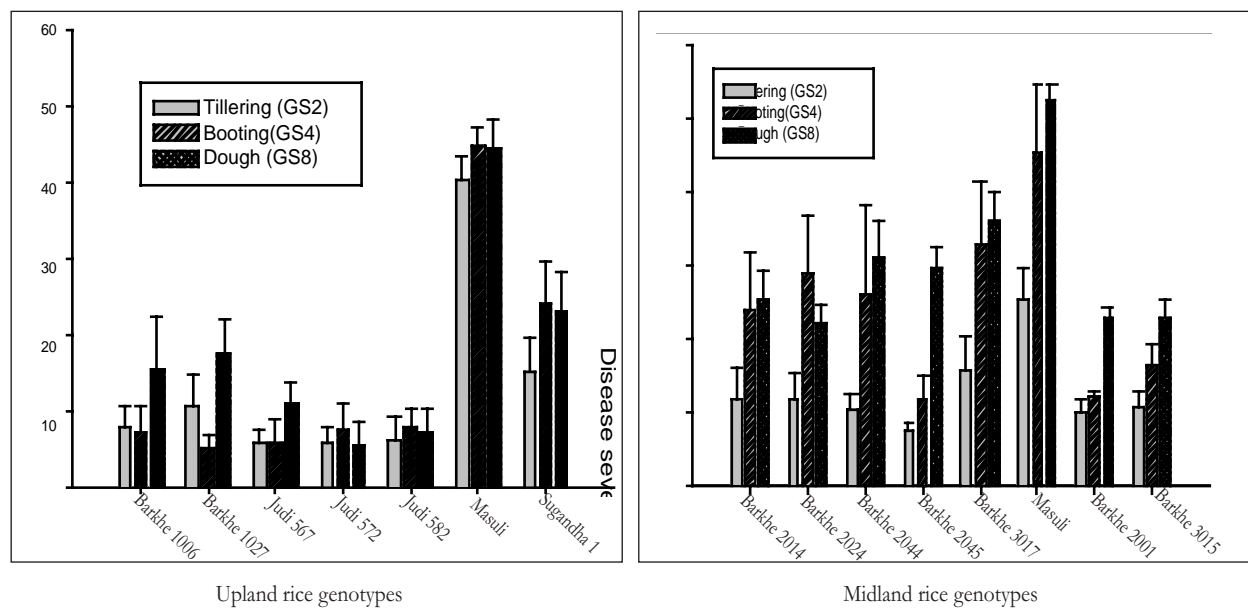 60
50
40
30
20
10
Tillering (GS2)
Booting(GS4)
Dough (GS8)
Barkhe 1006
Barkhe 1027
Judi 567
Judi 572
Judi 582
Masuli
Sugandha 1
Disease seve
ering (GS2)
ooting(GS4)
ugh (GS8)
Barkhe 2014
Barkhe 2024
Barkhe 2044
Barkhe 2045
Barkhe 3017
Masuli
Barkhe 2001
Barkhe 3015
Upland rice genotypes
Midland rice genotypes